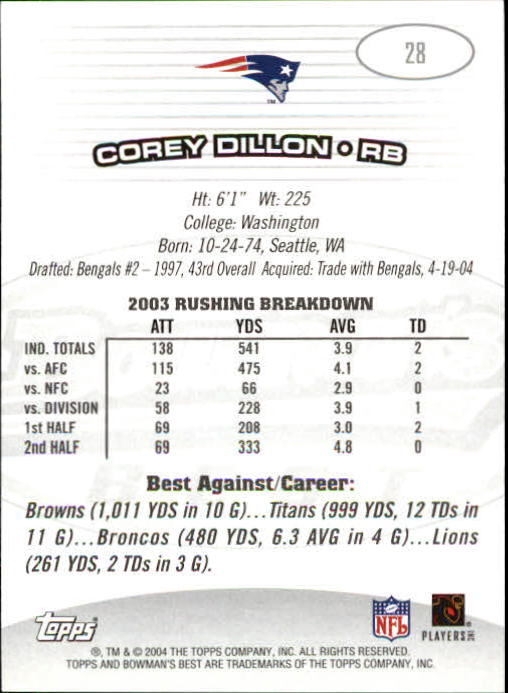 28
TM
COREY DILLON • RB
Ht: 6'1" Wt: 225
College: Washington
Born: 10-24-74, Seattle, WA
Drafted: Bengals #2 – 1997, 43rd Overall Acquired: Trade with Bengals, 4-19-04
2003 RUSHING BREAKDOWN
ATT YDS AVG TD
IND. TOTALS 138 541 3.9 2
vs. AFC 115 475 4.1 2
vs. NFC 23 66 2.9 0
vs. DIVISION 58 228 3.9 1
1st HALF 69 208 3.0 2
2nd HALF 69 333 4.8 0
Best Against/Career:
Browns (1,011 YDS in 10 G)...Titans (999 YDS, 12 TDs in
11 G)...Broncos (480 YDS, 6.3 AVG in 4 G)...Lions
(261 YDS, 2 TDs in 3 G).
Topps
NFL
PLAYERS INC
®, TM & © 2004 THE TOPPS COMPANY, INC. ALL RIGHTS RESERVED.
TOPPS AND BOWMAN'S BEST ARE TRADEMARKS OF THE TOPPS COMPANY, INC.